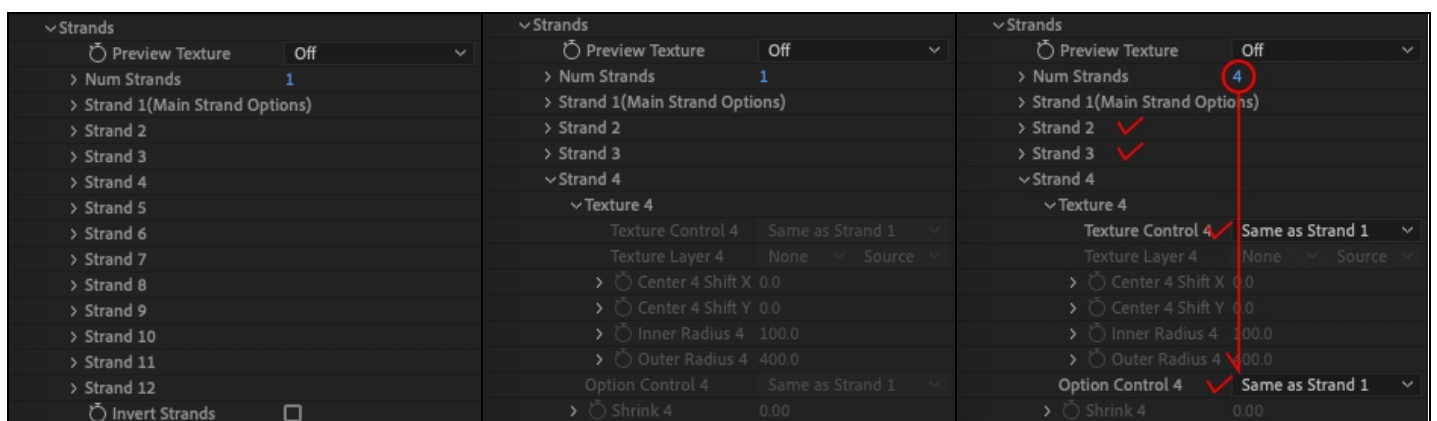 Strands
Preview Texture Off
Num Strands 1
Strand 1(Main Strand Options)
Strand 2
Strand 3
Strand 4
Strand 5
Strand 6
Strand 7
Strand 8
Strand 9
Strand 10
Strand 11
Strand 12
Invert Strands
Strands
Preview Texture Off
Num Strands 1
Strand 1(Main Strand Options)
Strand 2
Strand 3
Strand 4
Texture 4
Texture Control 4 Same as Strand 1
Texture Layer 4 None Source
Center 4 Shift X 0.0
Center 4 Shift Y 0.0
Inner Radius 4 100.0
Outer Radius 4 400.0
Option Control 4 Same as Strand 1
Shrink 4 0.00
Strands
Preview Texture Off
Num Strands 4
Strand 1(Main Strand Options)
Strand 2
Strand 3
Strand 4
Texture 4
Texture Control 4 Same as Strand 1
Texture Layer 4 None Source
Center 4 Shift X 0.0
Center 4 Shift Y 0.0
Inner Radius 4 100.0
Outer Radius 4 400.0
Option Control 4 Same as Strand 1
Shrink 4 0.00